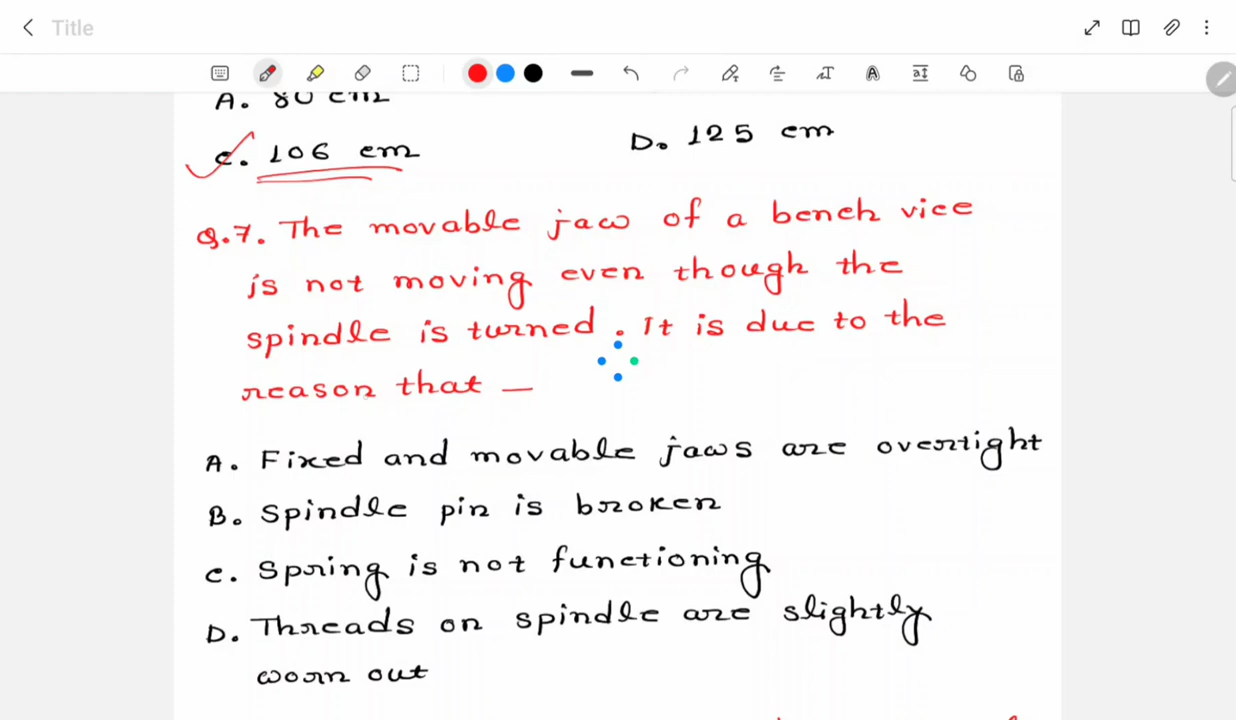 Title
A. 80 cm
C. 106 cm
D. 125 cm
Q.7. The movable jaw of a bench vice
is not moving even though the
spindle is turned. It is due to the
reason that —
A. Fixed and movable jaws are overtight
B. Spindle pin is broken
C. Spring is not functioning
D. Threads on spindle are slightly
worn out